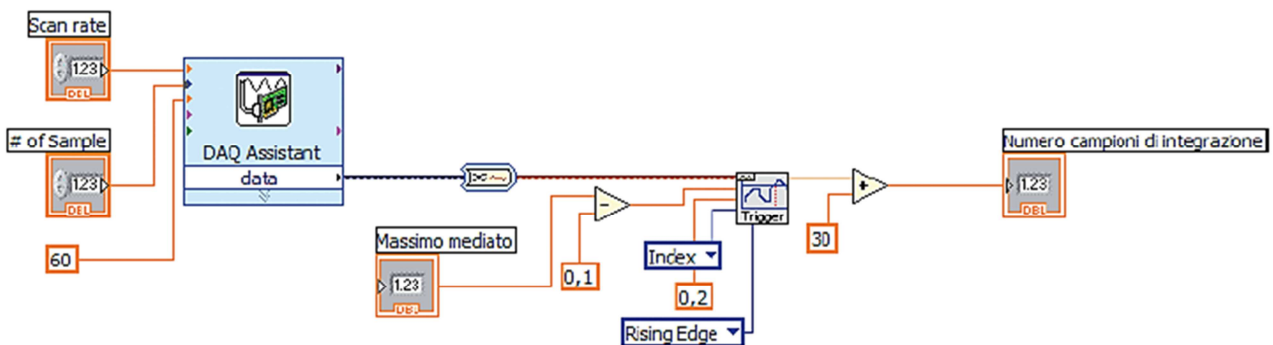 Scan rate
1.23
DBL
# of Sample
1.23
DBL
60
DAQ Assistant
data
Massimo mediato
1.23
DBL
0,1
Index
0,2
Rising Edge
Trigger
30
Numero campioni di integrazione
1.23
DBL